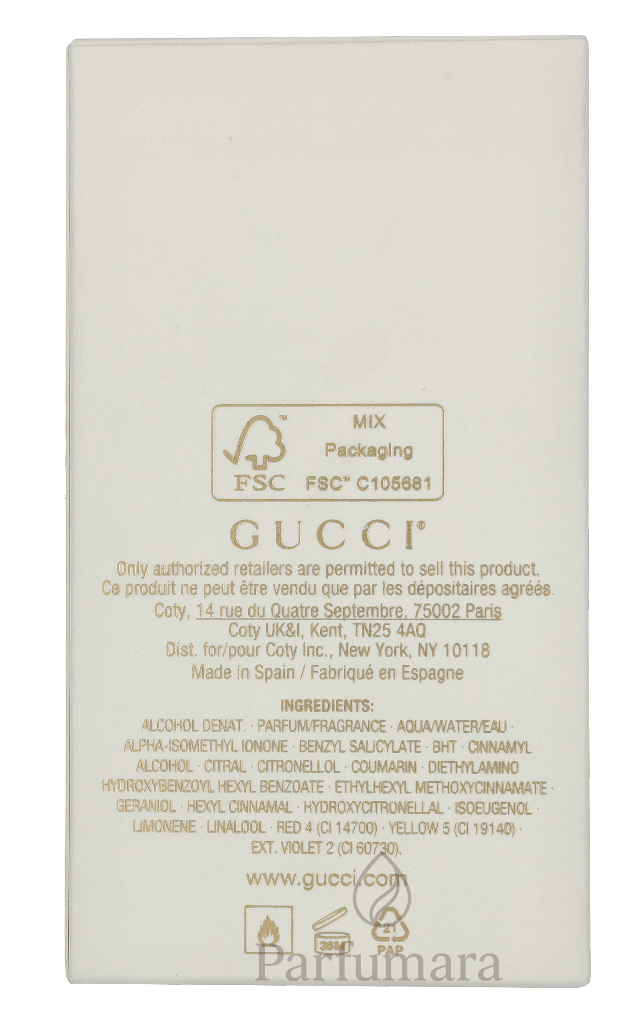 MIX
Packaging
FSC
FSC™ C105681
GUCCI®
Only authorized retailers are permitted to sell this product.
Ce produit ne peut être vendu que par les dépositaires agréés.
Coty, 14 rue du Quatre Septembre, 75002 Paris
Coty UK&I, Kent, TN25 4AQ
Dist. for/pour Coty Inc., New York, NY 10118
Made in Spain / Fabriqué en Espagne
INGREDIENTS:
ALCOHOL DENAT. · PARFUM/FRAGRANCE · AQUA/WATER/EAU ·
ALPHA-ISOMETHYL IONONE · BENZYL SALICYLATE · BHT · CINNAMYL
ALCOHOL · CITRAL · CITRONELLOL · COUMARIN · DIETHYLAMINO
HYDROXYBENZOYL HEXYL BENZOATE · ETHYLHEXYL METHOXYCINNAMATE ·
GERANIOL · HEXYL CINNAMAL · HYDROXYCITRONELLAL · ISOEUGENOL ·
LIMONENE · LINALOOL · RED 4 (CI 14700) · YELLOW 5 (CI 19140) ·
EXT. VIOLET 2 (CI 60730).
www.gucci.com
36M
21
PAP
Parfumara